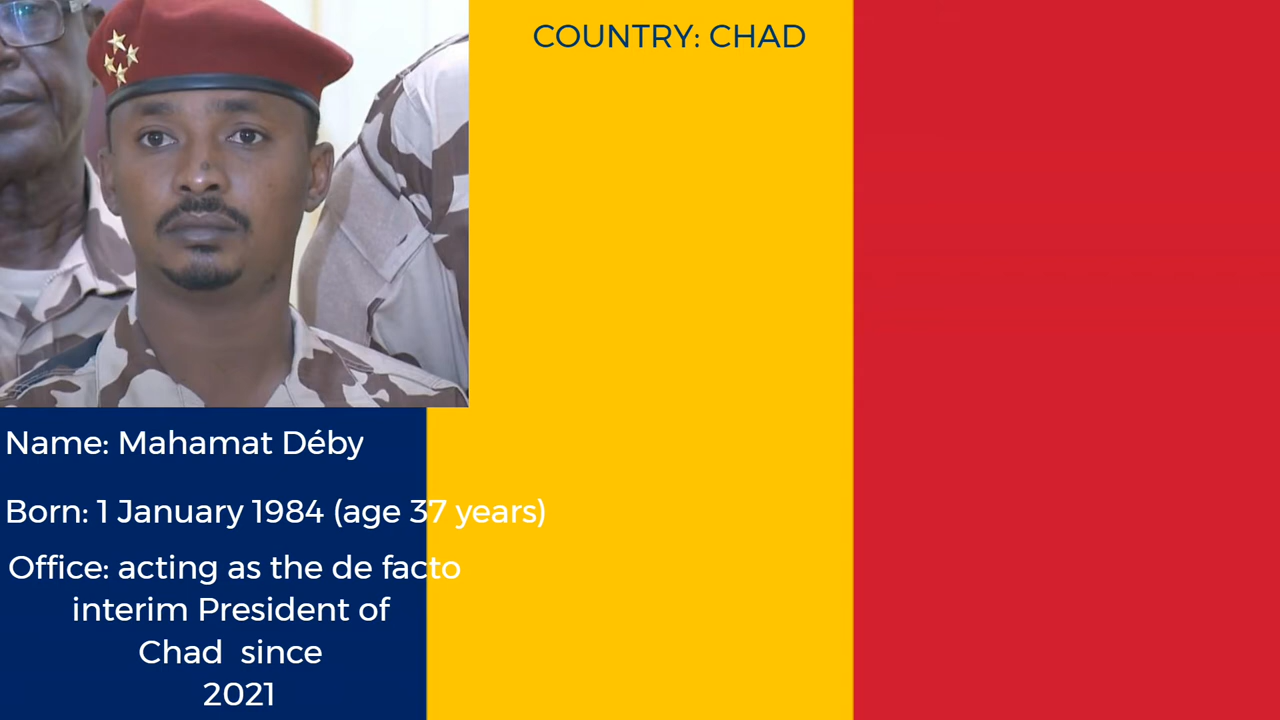 COUNTRY: CHAD
Name: Mahamat Déby
Born: 1 January 1984 (age 37 years)
Office: acting as the de facto
interim President of
Chad since
2021